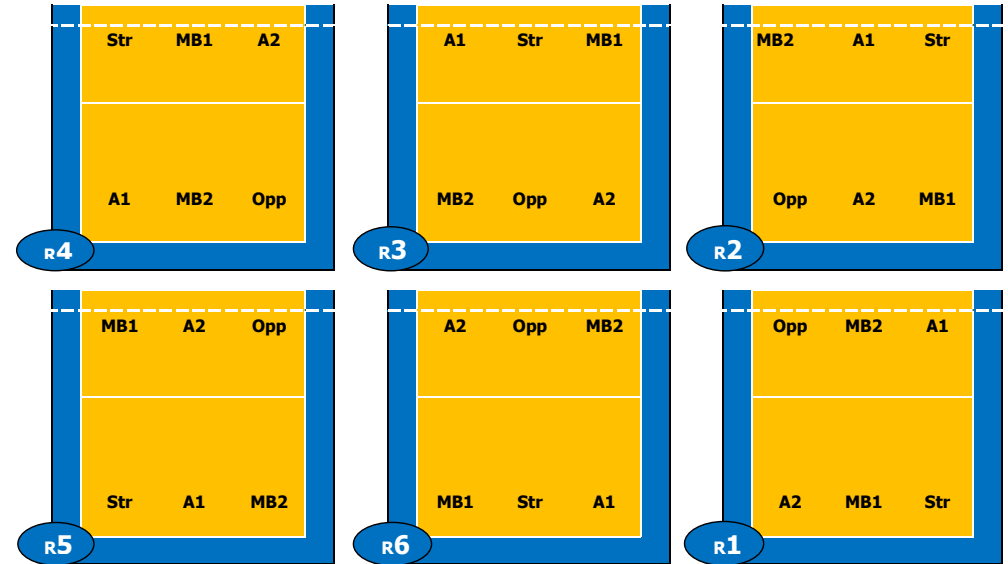 Str MB1 A2
A1 MB2 Opp
R4
A1 Str MB1
MB2 Opp A2
R3
MB2 A1 Str
Opp A2 MB1
R2
MB1 A2 Opp
Str A1 MB2
R5
A2 Opp MB2
MB1 Str A1
R6
Opp MB2 A1
A2 MB1 Str
R1